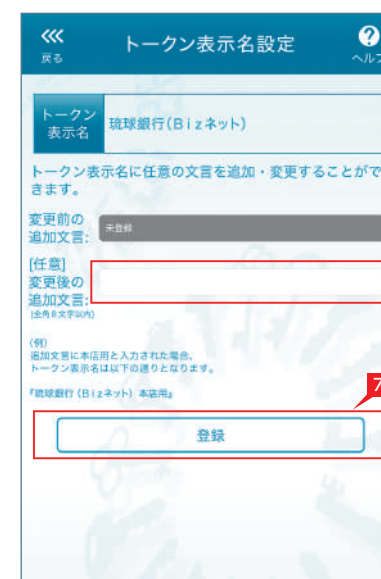 トークン表示名設定
戻る
ヘルプ
トークン
表示名
琉球銀行(Bizネット)
トークン表示名に任意の文言を追加・変更することがで
きます。
変更前の
追加文言:
未登録
[任意]
変更後の
追加文言:
(全角8文字以内)
(例)
追加文言に本店用と入力された場合、
トークン表示名は以下の通りとなります。
『琉球銀行(Bizネット) 本店用』
7
登録